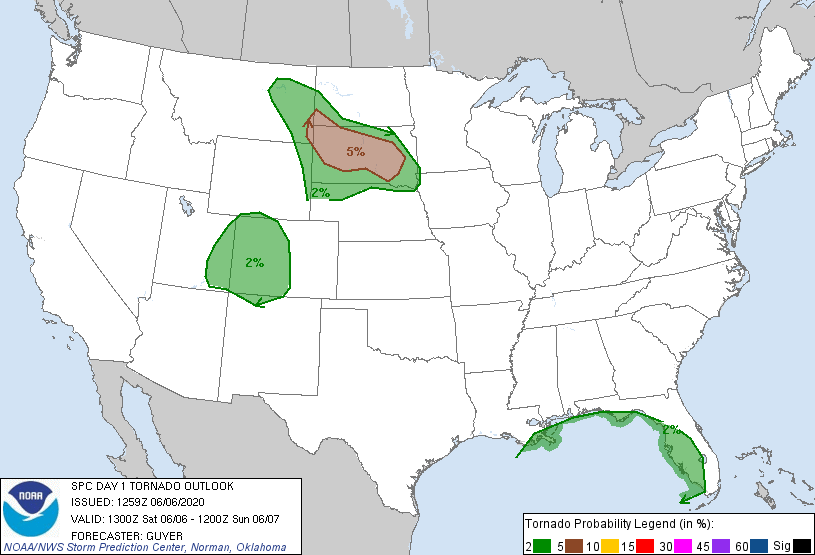 5%
2%
2%
2%
NOAA
SPC DAY 1 TORNADO OUTLOOK
ISSUED: 1259Z 06/06/2020
VALID: 1300Z Sat 06/06 - 1200Z Sun 06/07
FORECASTER: GUYER
NOAA/NWS Storm Prediction Center, Norman, Oklahoma
Tornado Probability Legend (in %):
2 5 10 15 30 45 60 Sig